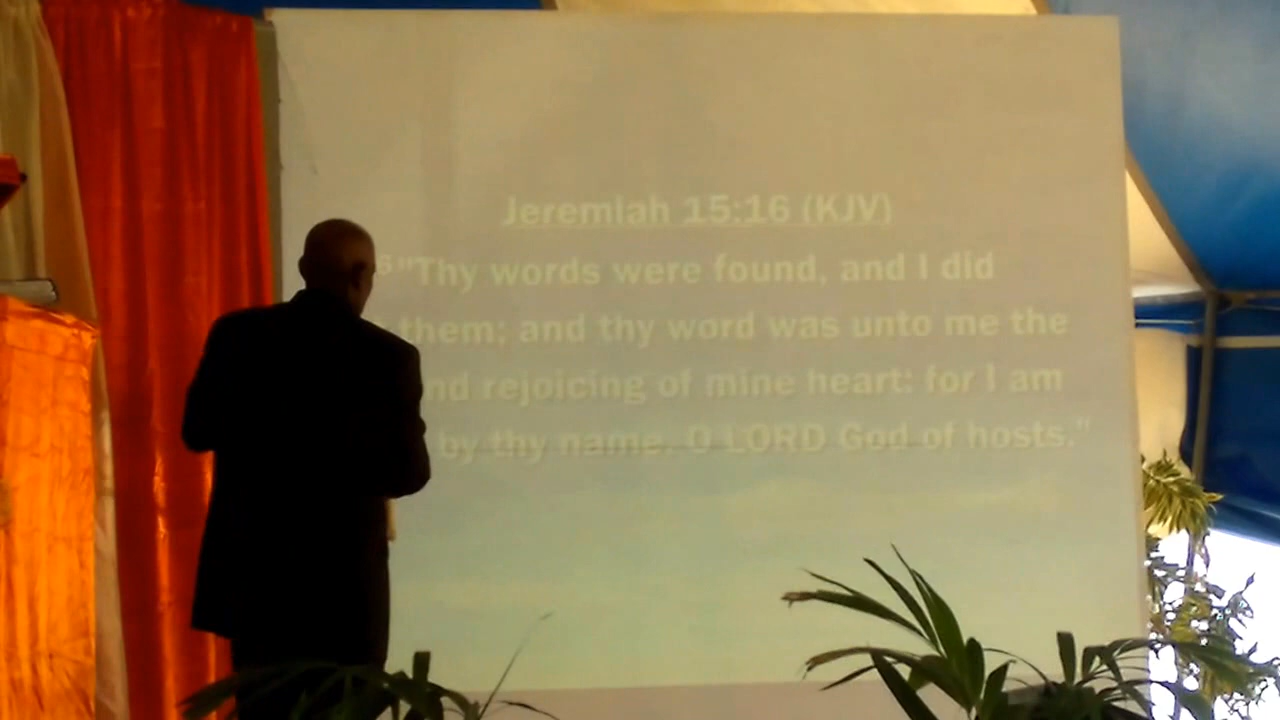 Jeremiah 15:16 (KJV)
"Thy words were found, and I did
them; and thy word was unto me the
rejoicing of mine heart: for I am
by thy name, O LORD God of hosts."